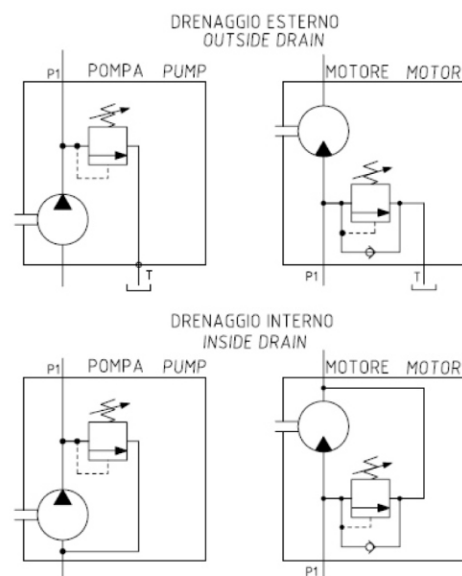 DRENAGGIO ESTERNO
OUTSIDE DRAIN
P1 POMPA PUMP
MOTORE MOTOR
T
P1 T
DRENAGGIO INTERNO
INSIDE DRAIN
P1 POMPA PUMP
MOTORE MOTOR
P1